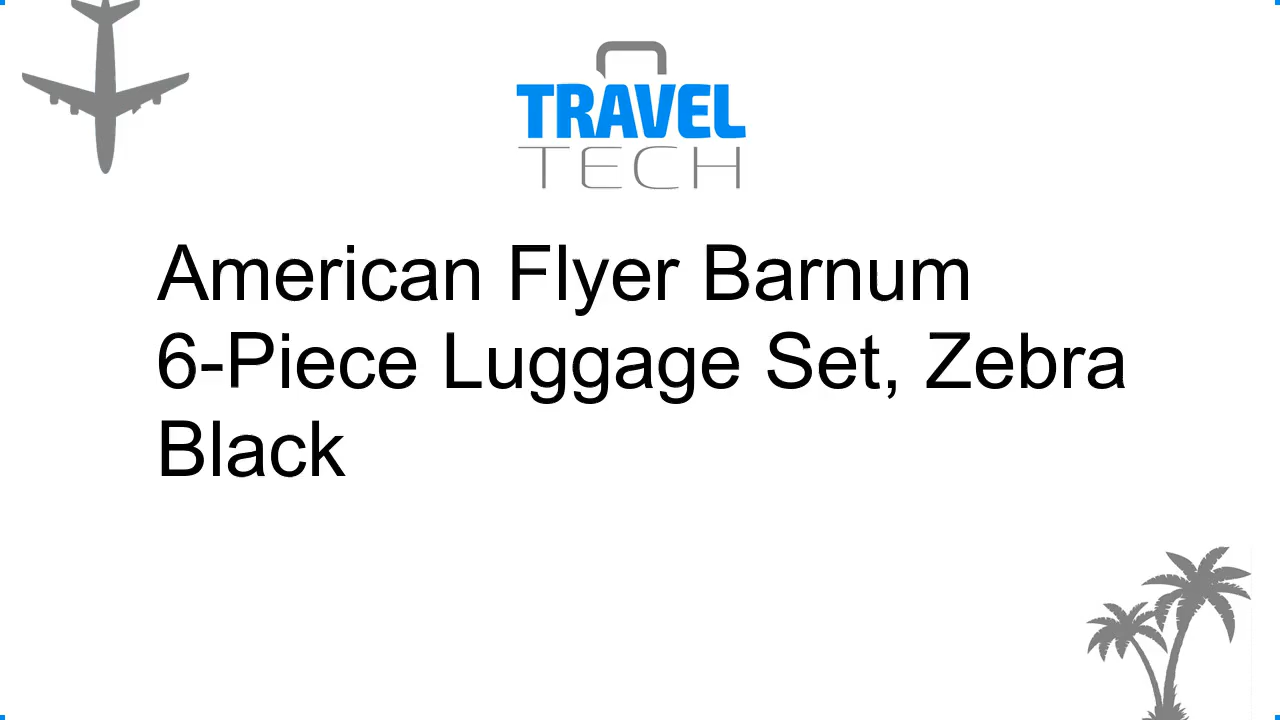 TRAVEL
TECH
American Flyer Barnum
6-Piece Luggage Set, Zebra
Black